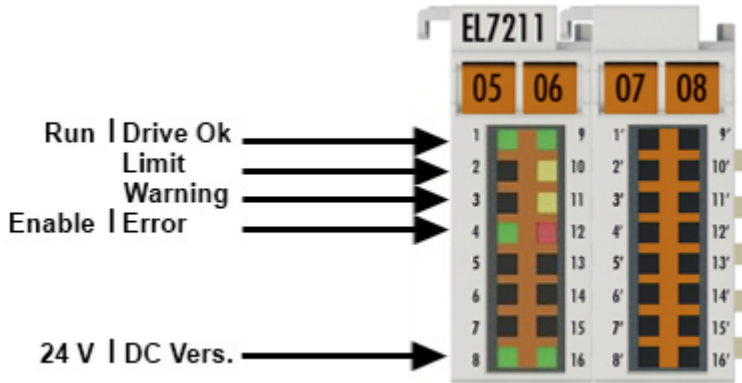 EL7211
05 06 07 08
Run | Drive Ok
Limit
Warning
Enable | Error
24 V | DC Vers.
1 9 1' 9'
2 10 2' 10'
3 11 3' 11'
4 12 4' 12'
5 13 5' 13'
6 14 6' 14'
7 15 7' 15'
8 16 8' 16'